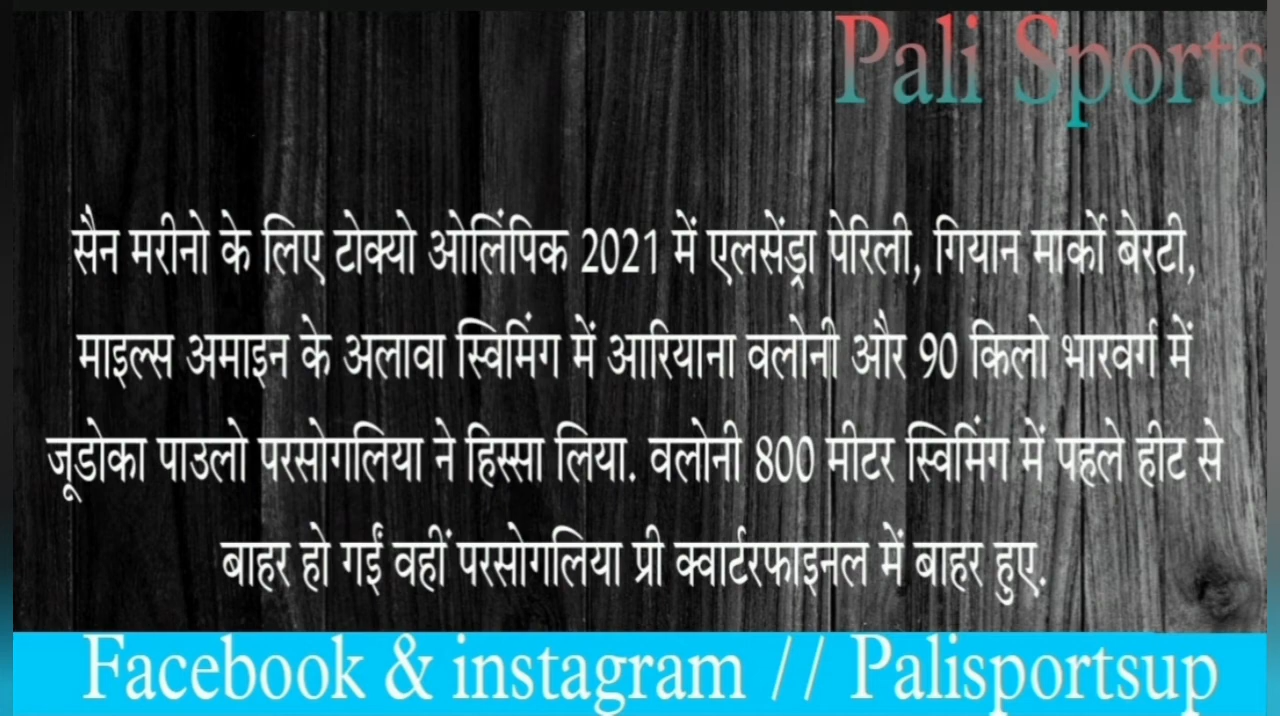 Pali Sports
सैन मरीनो के लिए टोक्यो ओलिंपिक 2021 में एलसेंड्रा पेरिली, गियान मार्को बेरटी,
माइल्स अमाइन के अलावा स्विमिंग में आरियाना वलोनी और 90 किलो भारवर्ग में
जूडोका पाउलो परसोगलिया ने हिस्सा लिया. वलोनी 800 मीटर स्विमिंग में पहले हीट से
बाहर हो गईं वहीं परसोगलिया प्री क्वार्टरफाइनल में बाहर हुए.
Facebook & instagram // Palisportsup